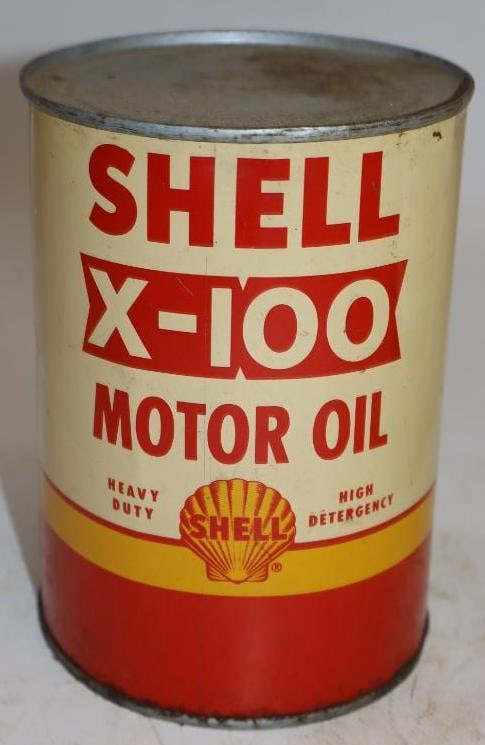 SHELL
X-100
MOTOR OIL
HEAVY
DUTY
HIGH
DETERGENCY
SHELL ®